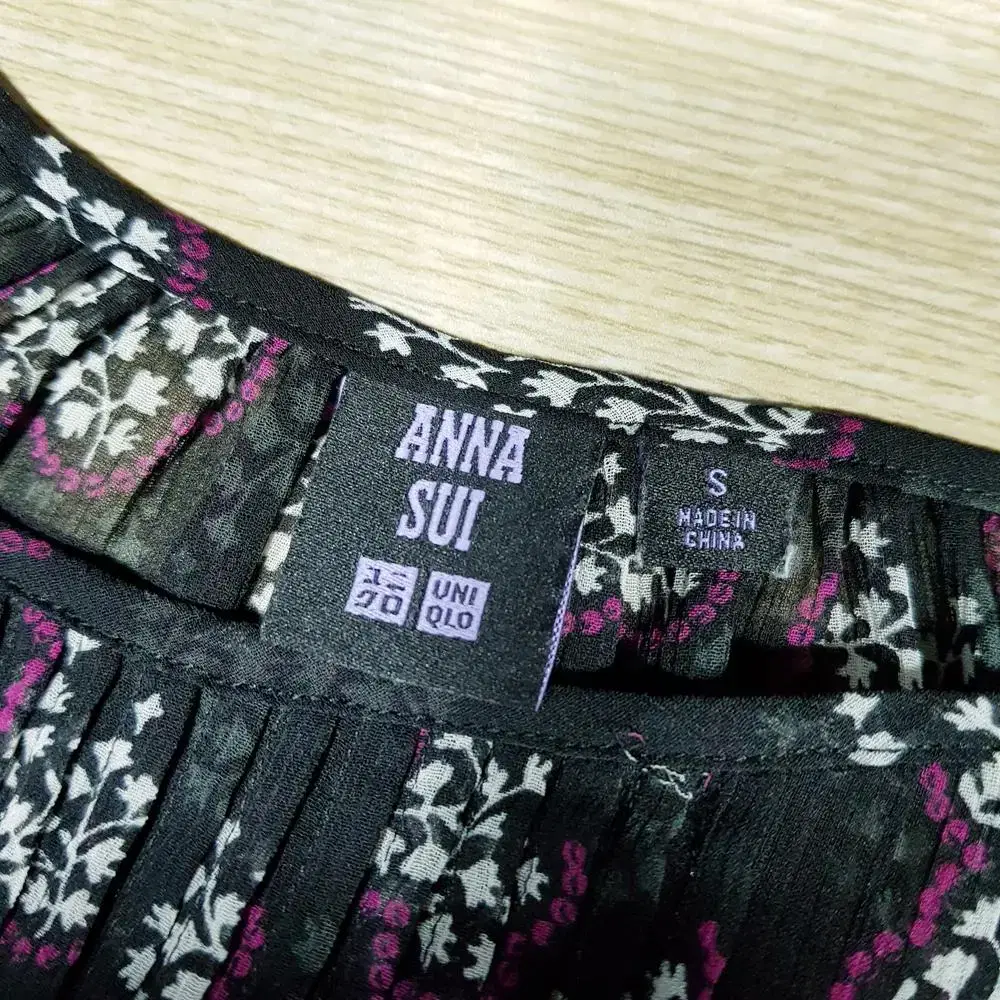 ANNA
SUI
ユニ UNI
クロ QLO
S
MADE IN
CHINA